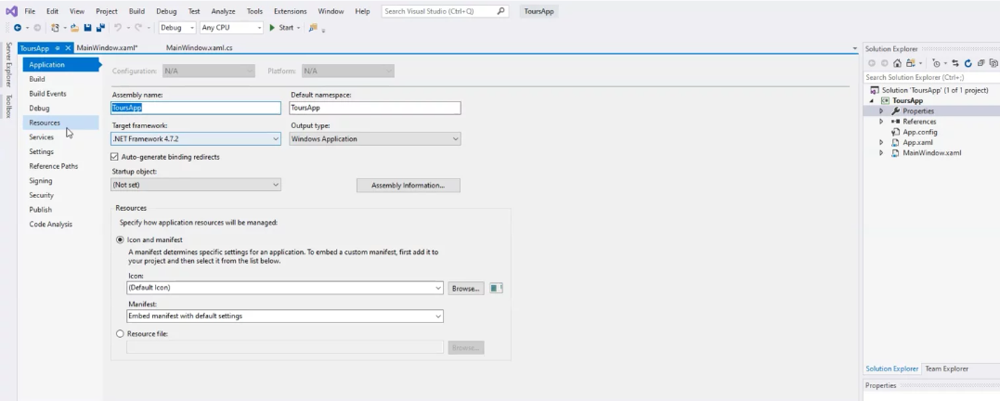 File Edit View Project Build Debug Test Analyze Tools Extensions Window Help Search Visual Studio (Ctrl+Q) ToursApp
Debug Any CPU Start
Server Explorer
Toolbox
ToursApp MainWindow.xaml* MainWindow.xaml.cs
Application
Build
Build Events
Debug
Resources
Services
Settings
Reference Paths
Signing
Security
Publish
Code Analysis
Configuration: N/A Platform: N/A
Assembly name: Default namespace:
ToursApp ToursApp
Target framework: Output type:
.NET Framework 4.7.2 Windows Application
Auto-generate binding redirects
Startup object:
(Not set) Assembly Information...
Resources
Specify how application resources will be managed:
Icon and manifest
A manifest determines specific settings for an application. To embed a custom manifest, first add it to
your project and then select it from the list below.
Icon:
(Default Icon) Browse...
Manifest:
Embed manifest with default settings
Resource file:
Browse...
Solution Explorer
Search Solution Explorer (Ctrl+;)
Solution 'ToursApp' (1 of 1 project)
ToursApp
Properties
References
App.config
App.xaml
MainWindow.xaml
Solution Explorer Team Explorer
Properties